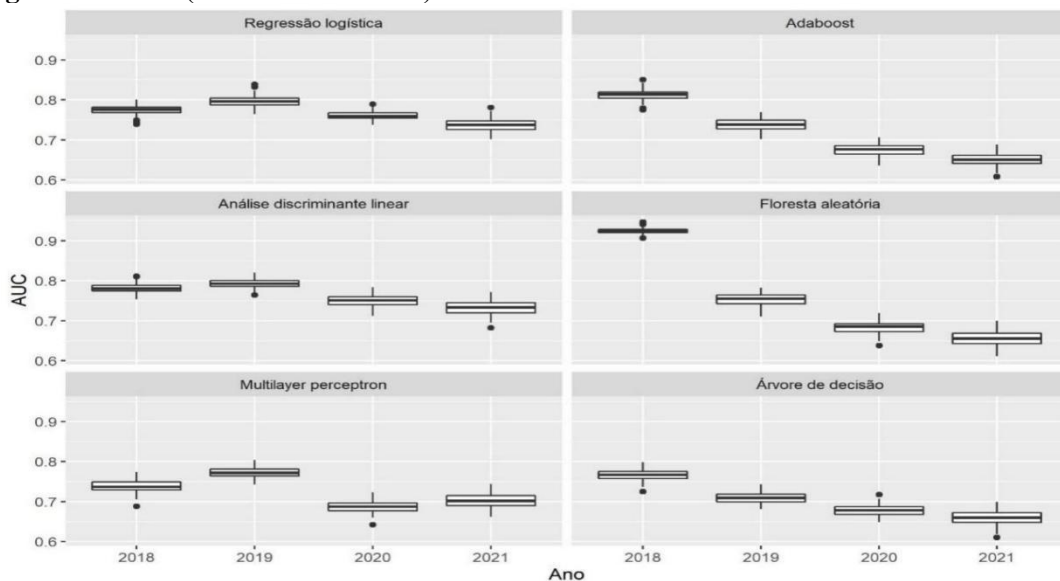 Regressão logística
Adaboost
0.9
0.8
0.7
0.6
Análise discriminante linear
Floresta aleatória
0.9
0.8
0.7
0.6
AUC
Multilayer perceptron
Árvore de decisão
0.9
0.8
0.7
0.6
2018 2019 2020 2021 2018 2019 2020 2021
Ano